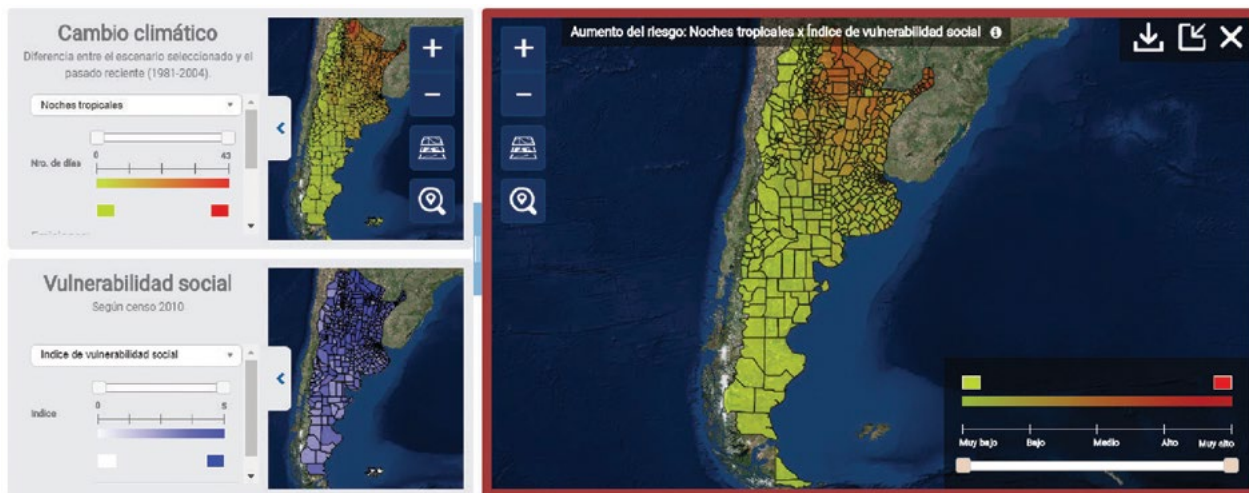 Cambio climático
Diferencia entre el escenario seleccionado y el
pasado reciente (1981-2004).
Noches tropicales
0 43
Nro. de días
Vulnerabilidad social
Según censo 2010
Indice de vulnerabilidad social
0 5
Indice
Aumento del riesgo: Noches tropicales x Índice de vulnerabilidad social
Muy bajo Bajo Medio Alto Muy alto